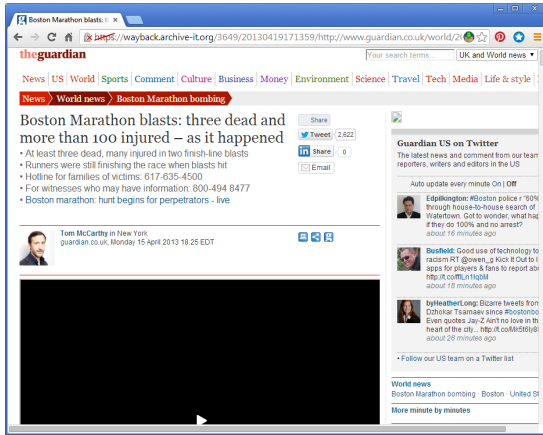 Boston Marathon blasts: t
https://wayback.archive-it.org/3649/20130419171359/http://www.guardian.co.uk/world/20
theguardian
Your search terms...
UK and World news
News US World Sports Comment Culture Business Money Environment Science Travel Tech Media Life & style
News World news Boston Marathon bombing
Boston Marathon blasts: three dead and
more than 100 injured – as it happened
• At least three dead, many injured in two finish-line blasts
• Runners were still finishing the race when blasts hit
• Hotline for families of victims: 617-635-4500
• For witnesses who may have information: 800-494 8477
• Boston marathon: hunt begins for perpetrators - live
Share
Tweet 2,622
in Share 0
Email
Tom McCarthy in New York
guardian.co.uk, Monday 15 April 2013 18.25 EDT
Guardian US on Twitter
The latest news and comment from our team
reporters, writers and editors in the US
Auto update every minute On | Off
Edpilkington: #Boston police r "60%
through house-to-house search of
Watertown. Got to wonder, what hap
if they do 100% and no arrest?
about 16 minutes ago
Busfield: Good use of technology to
racism RT @owen_g Kick It Out to l
apps for players & fans to report abu
about 18 minutes ago
byHeatherLong: Bizarre tweets from
Dzhokar Tsarnaev since #bostonbo
Even quotes Jay-Z Ain't no love in th
heart of the city...
about 28 minutes ago
• Follow our US team on a Twitter list
World news
Boston Marathon bombing · Boston · United St
More minute by minutes